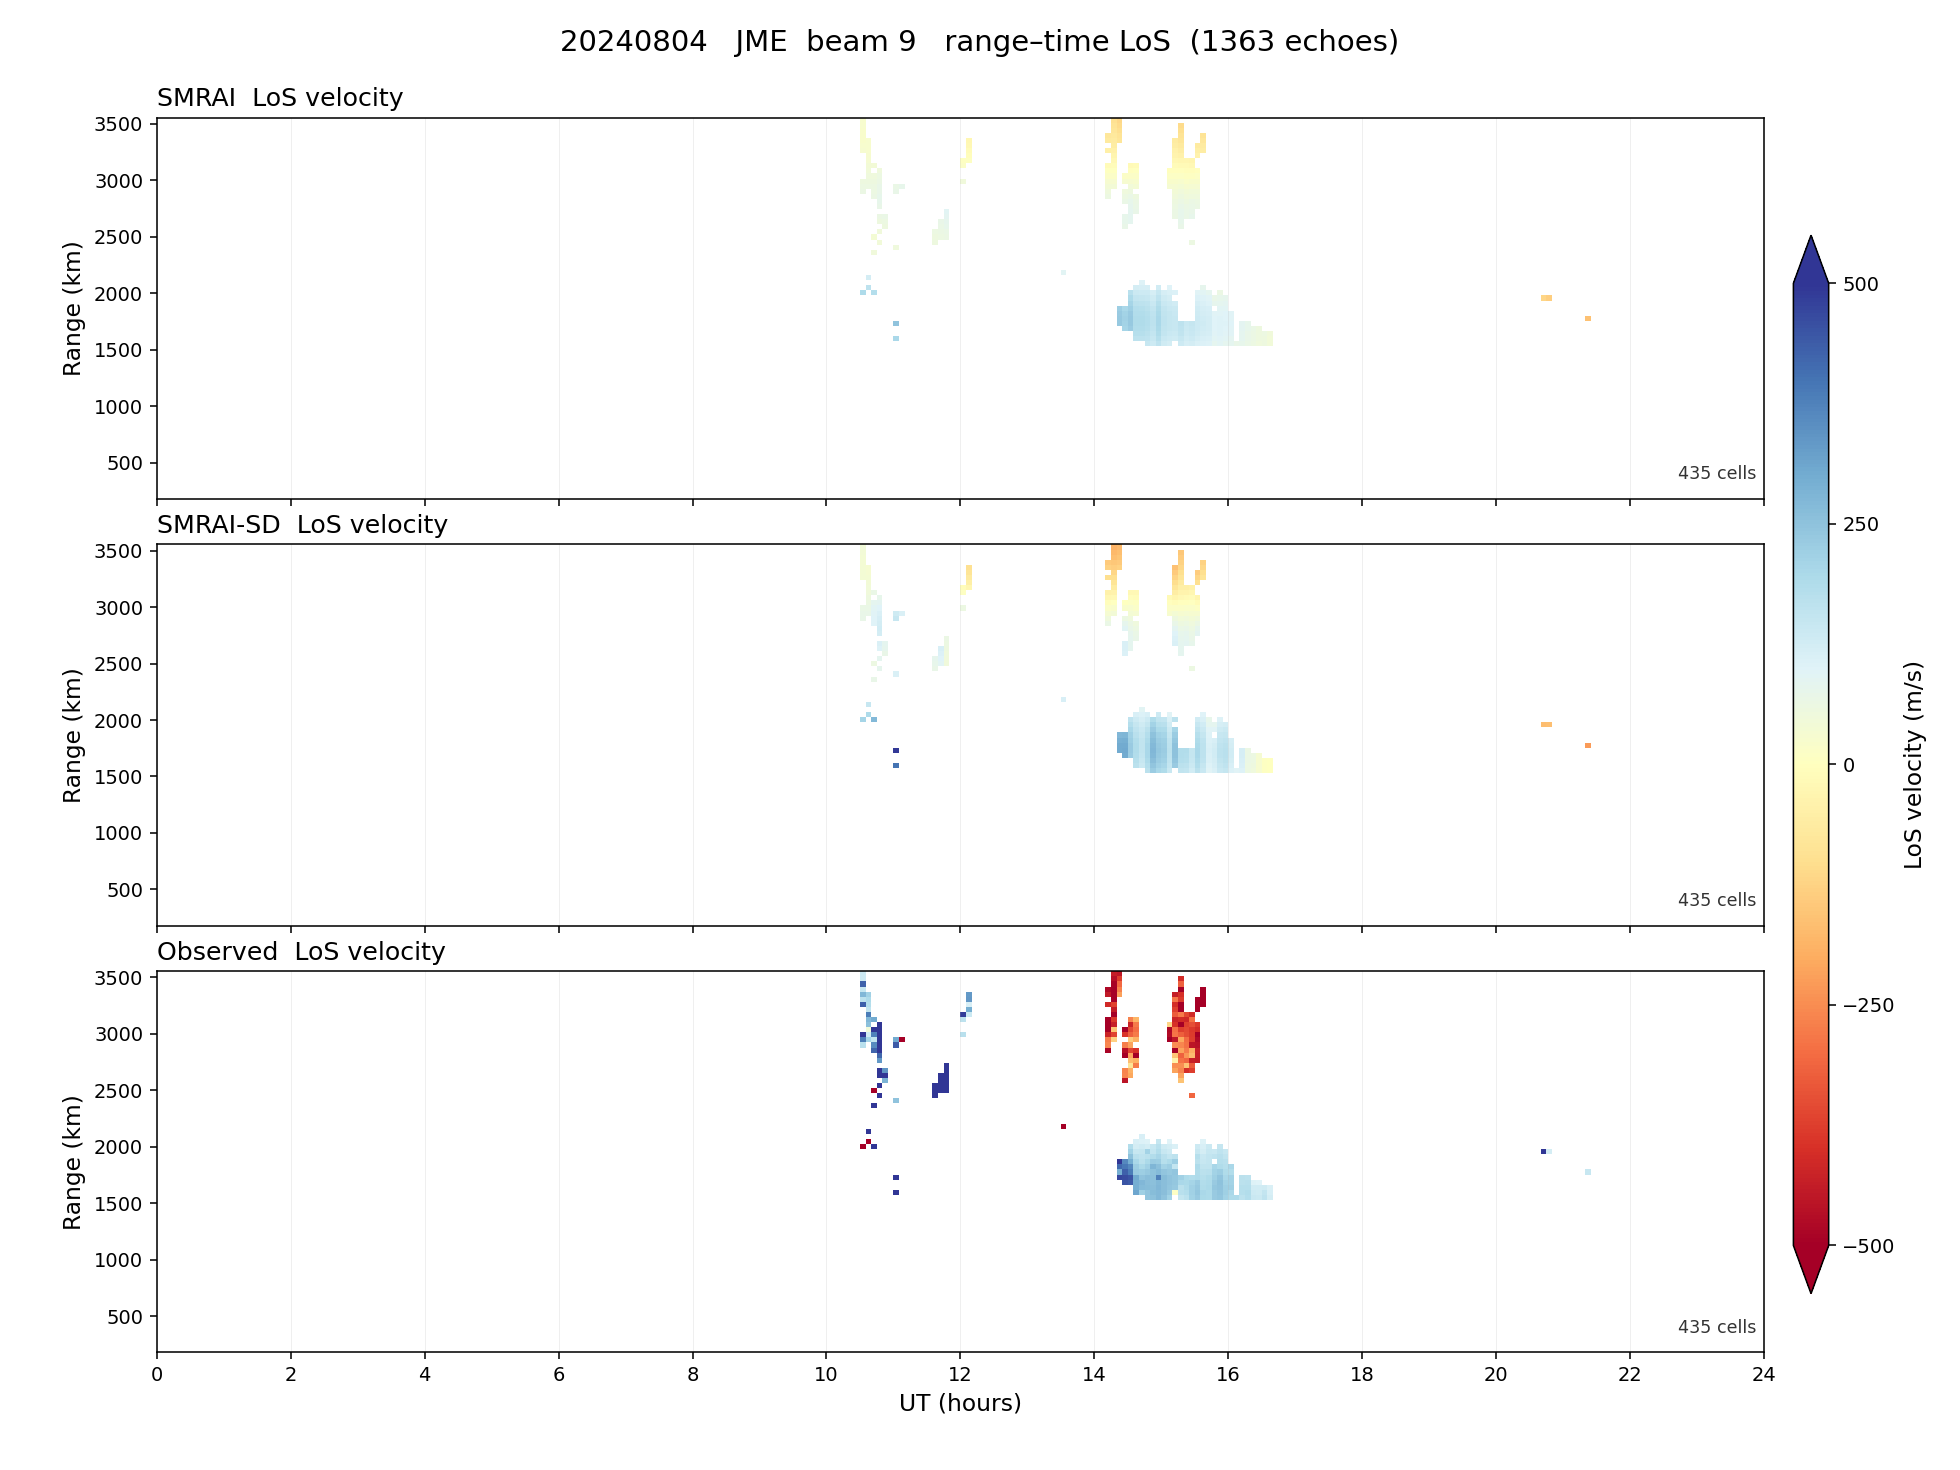 20240804 JME beam 9 range–time LoS (1363 echoes)
SMRAI LoS velocity
3500
3000
2500
2000
1500
1000
500
Range (km)
435 cells
SMRAI-SD LoS velocity
3500
3000
2500
2000
1500
1000
500
Range (km)
435 cells
Observed LoS velocity
3500
3000
2500
2000
1500
1000
500
Range (km)
435 cells
0 2 4 6 8 10 12 14 16 18 20 22 24
UT (hours)
500
250
0
−250
−500
LoS velocity (m/s)